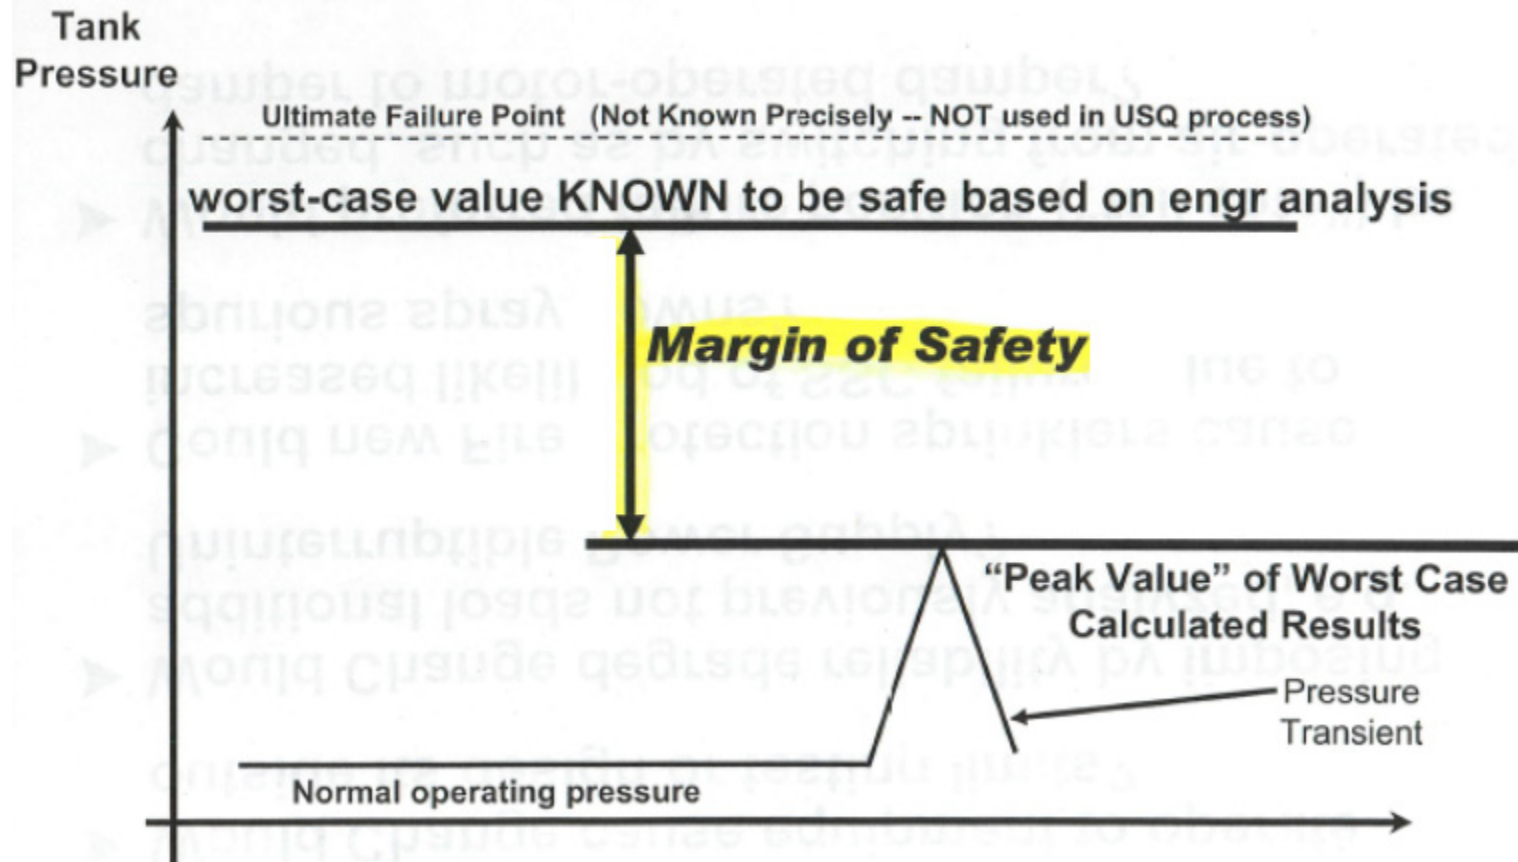 Tank
Pressure
Ultimate Failure Point (Not Known Precisely -- NOT used in USQ process)
worst-case value KNOWN to be safe based on engr analysis
Margin of Safety
“Peak Value” of Worst Case
Calculated Results
Pressure
Transient
Normal operating pressure